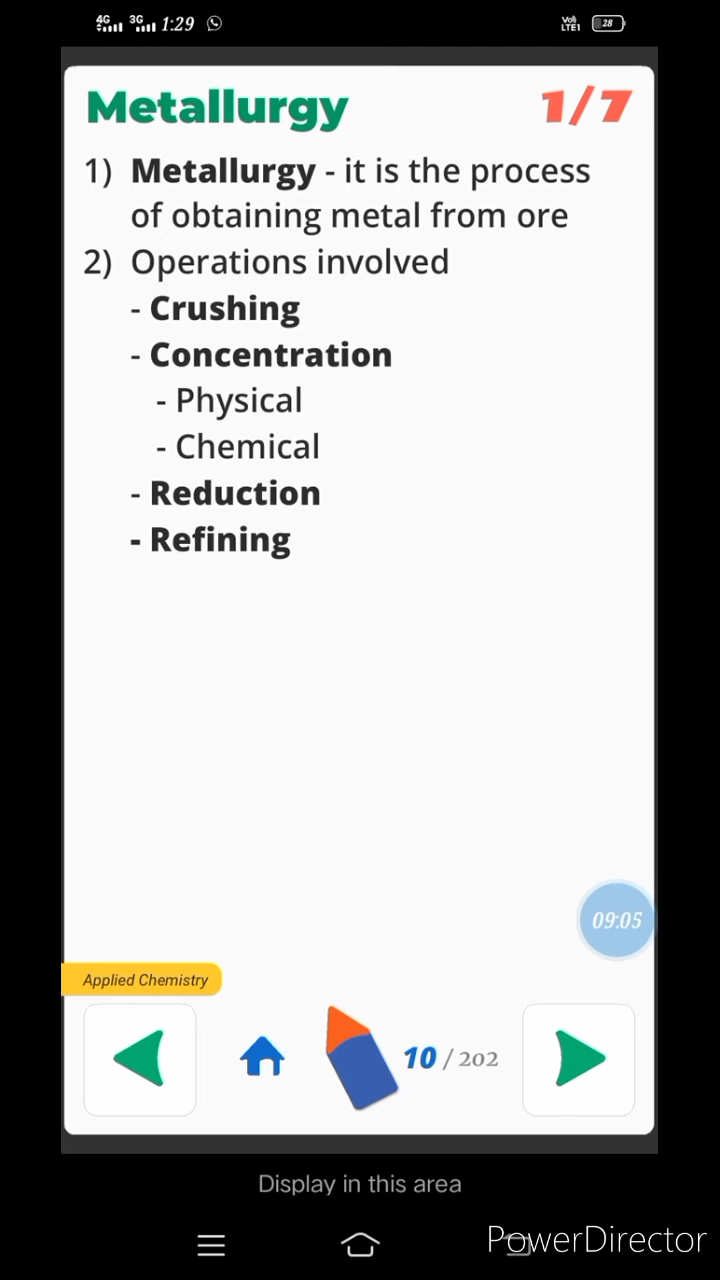 4G 3G 1:29 VoB LTE1 28
Metallurgy 1/7
1) Metallurgy - it is the process
of obtaining metal from ore
2) Operations involved
- Crushing
- Concentration
- Physical
- Chemical
- Reduction
- Refining
09:05
Applied Chemistry
10 / 202
Display in this area
PowerDirector